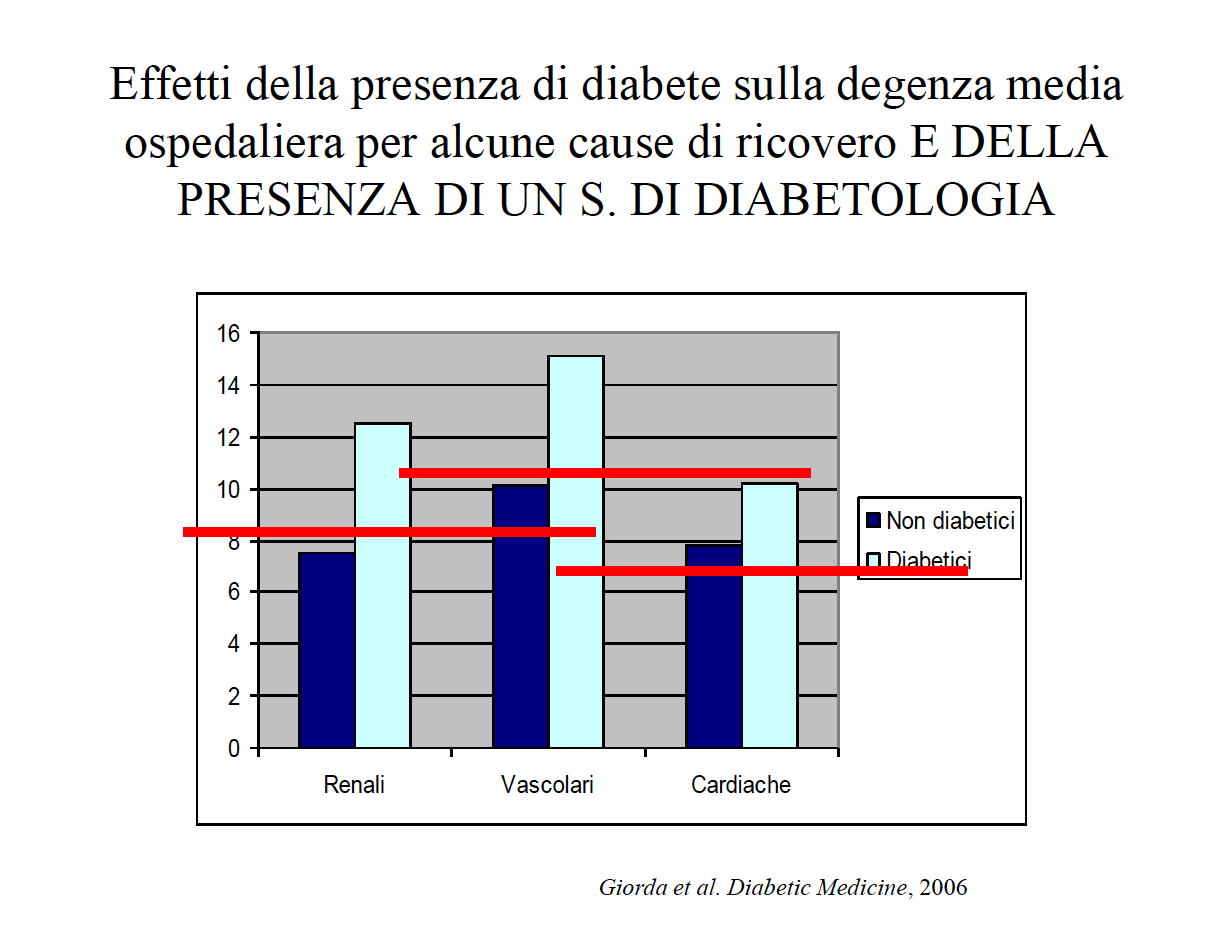 Effetti della presenza di diabete sulla degenza media
ospedaliera per alcune cause di ricovero E DELLA
PRESENZA DI UN S. DI DIABETOLOGIA
16
14
12
10
8
6
4
2
0
Renali
Vascolari
Cardiache
Non diabetici
Diabetici
Giorda et al. Diabetic Medicine, 2006